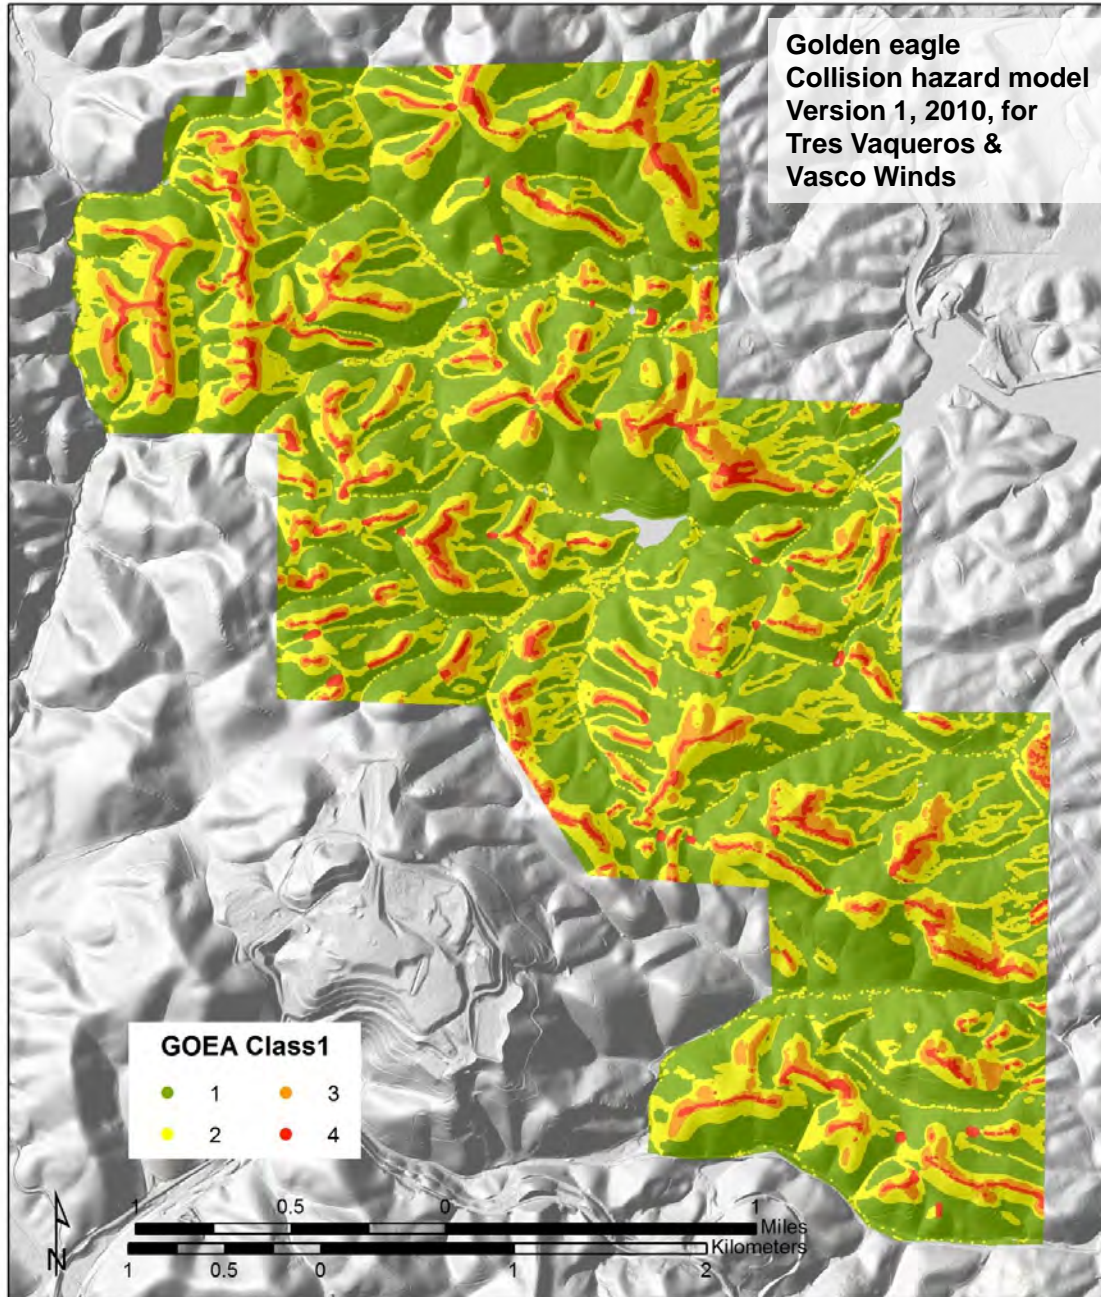 Golden eagle
Collision hazard model
Version 1, 2010, for
Tres Vaqueros &
Vasco Winds
GOEA Class1
1 3
2 4
1 0.5 0 1
Miles
Kilometers
1 0.5 0 1 2
N